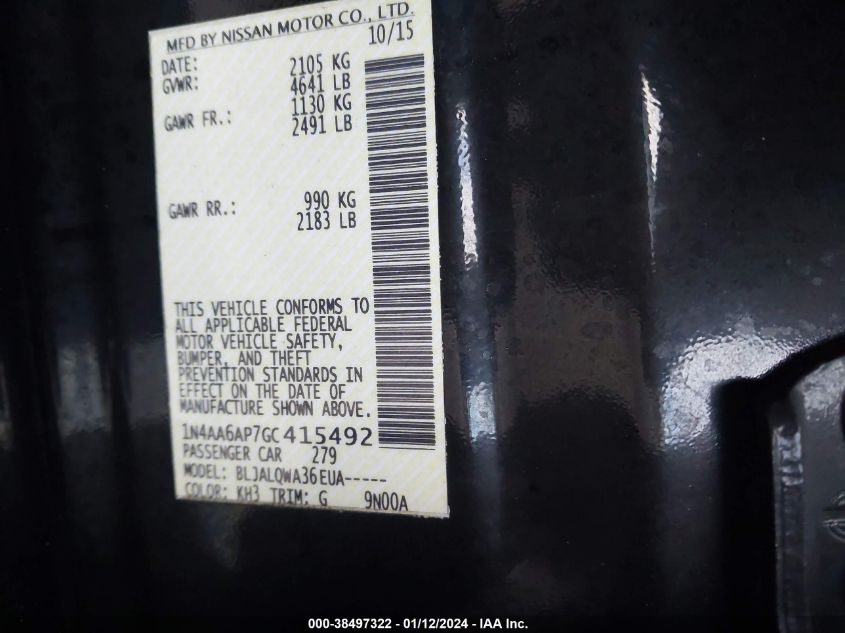 MFD BY NISSAN MOTOR CO., LTD.
DATE: 10/15
GVWR: 2105 KG
4641 LB
GAWR FR.: 1130 KG
2491 LB
GAWR RR.: 990 KG
2183 LB
THIS VEHICLE CONFORMS TO
ALL APPLICABLE FEDERAL
MOTOR VEHICLE SAFETY,
BUMPER, AND THEFT
PREVENTION STANDARDS IN
EFFECT ON THE DATE OF
MANUFACTURE SHOWN ABOVE.
1N4AA6AP7GC415492
PASSENGER CAR 279
MODEL: BLJALQWA36EUA-----
COLOR: KH3 TRIM: G 9N00A
000-38497322 - 01/12/2024 - IAA Inc.